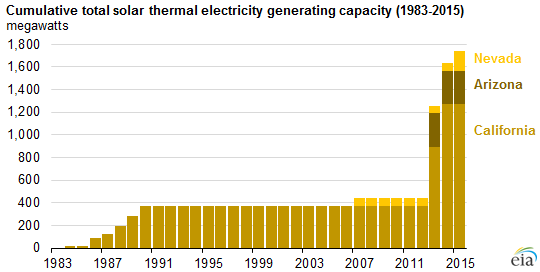 Cumulative total solar thermal electricity generating capacity (1983-2015)
megawatts
1,800
1,600
1,400
1,200
1,000
800
600
400
200
0
1983 1987 1991 1995 1999 2003 2007 2011 2015
Nevada
Arizona
California
eia